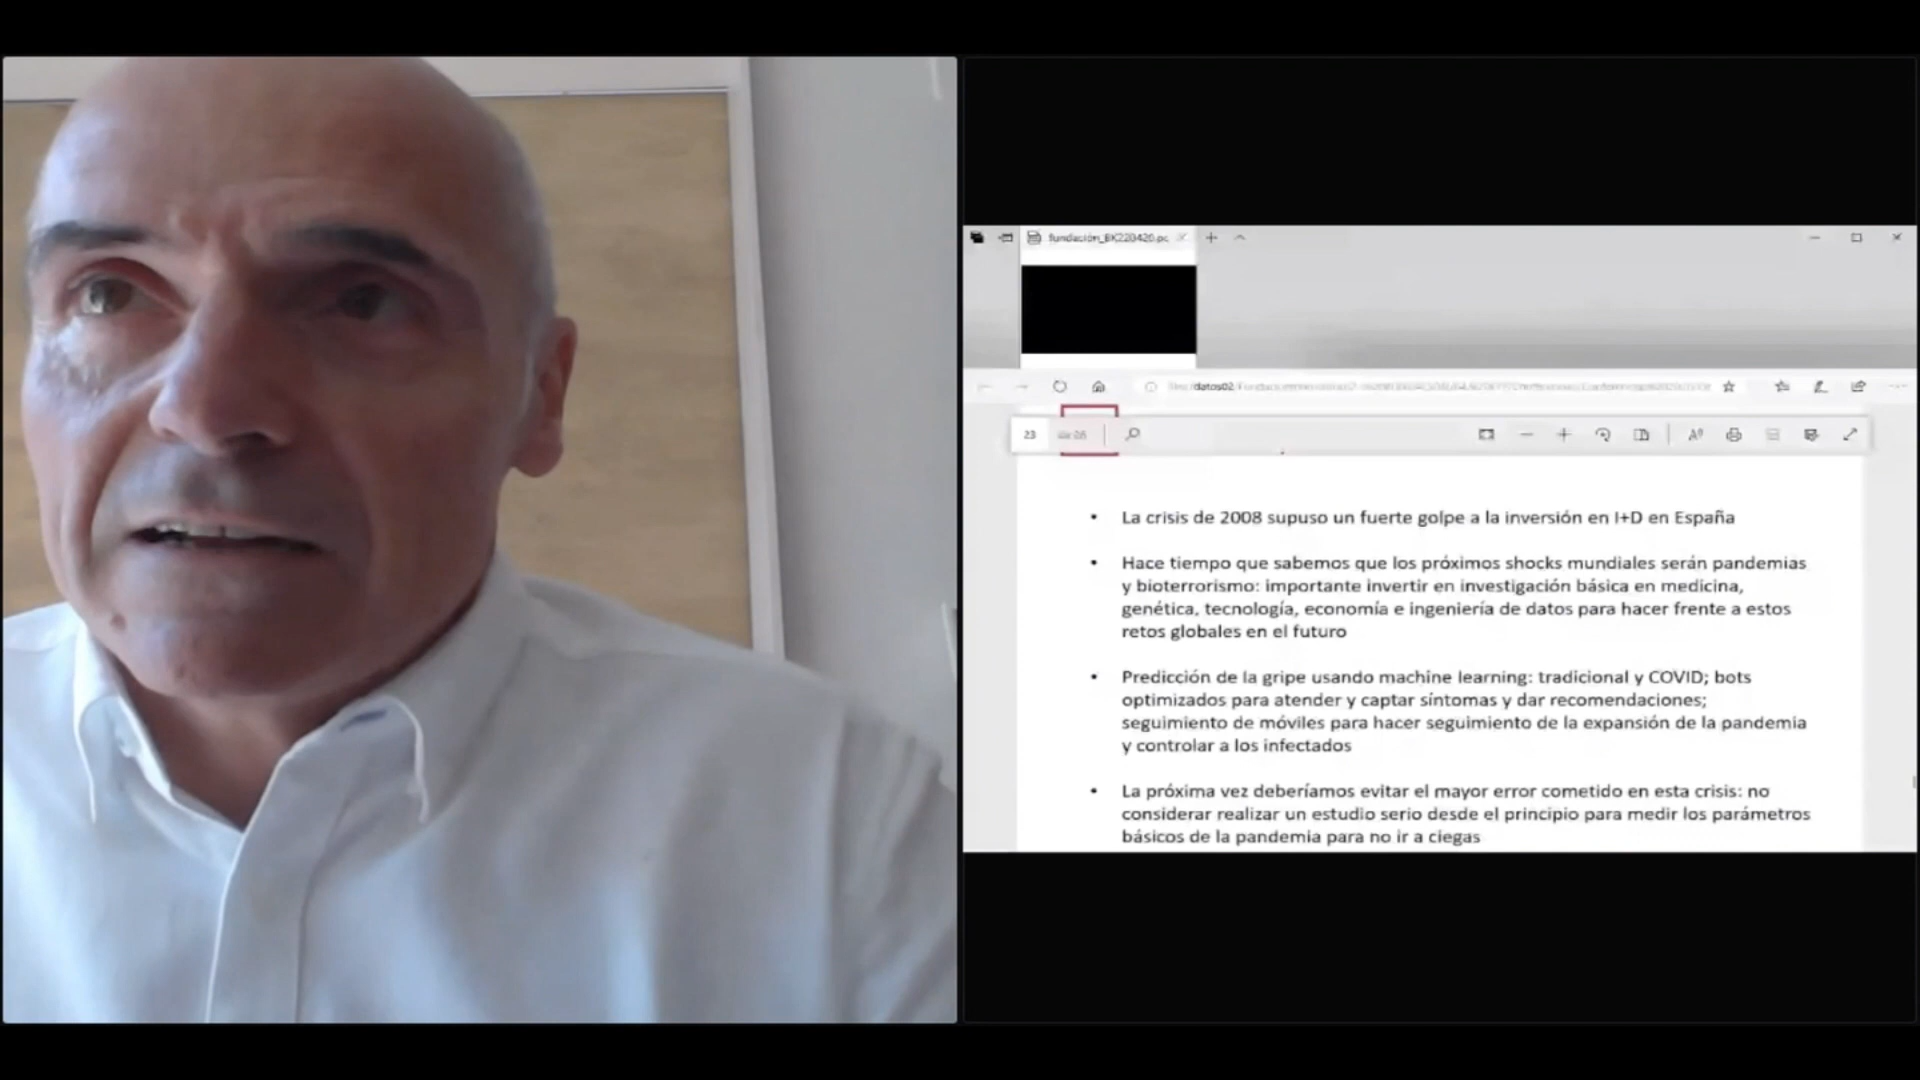 23
• La crisis de 2008 supuso un fuerte golpe a la inversión en I+D en España
• Hace tiempo que sabemos que los próximos shocks mundiales serán pandemias
y bioterrorismo: importante invertir en investigación básica en medicina,
genética, tecnología, economía e ingeniería de datos para hacer frente a estos
retos globales en el futuro
• Predicción de la gripe usando machine learning: tradicional y COVID; bots
optimizados para atender y captar síntomas y dar recomendaciones;
seguimiento de móviles para hacer seguimiento de la expansión de la pandemia
y controlar a los infectados
• La próxima vez deberíamos evitar el mayor error cometido en esta crisis: no
considerar realizar un estudio serio desde el principio para medir los parámetros
básicos de la pandemia para no ir a ciegas